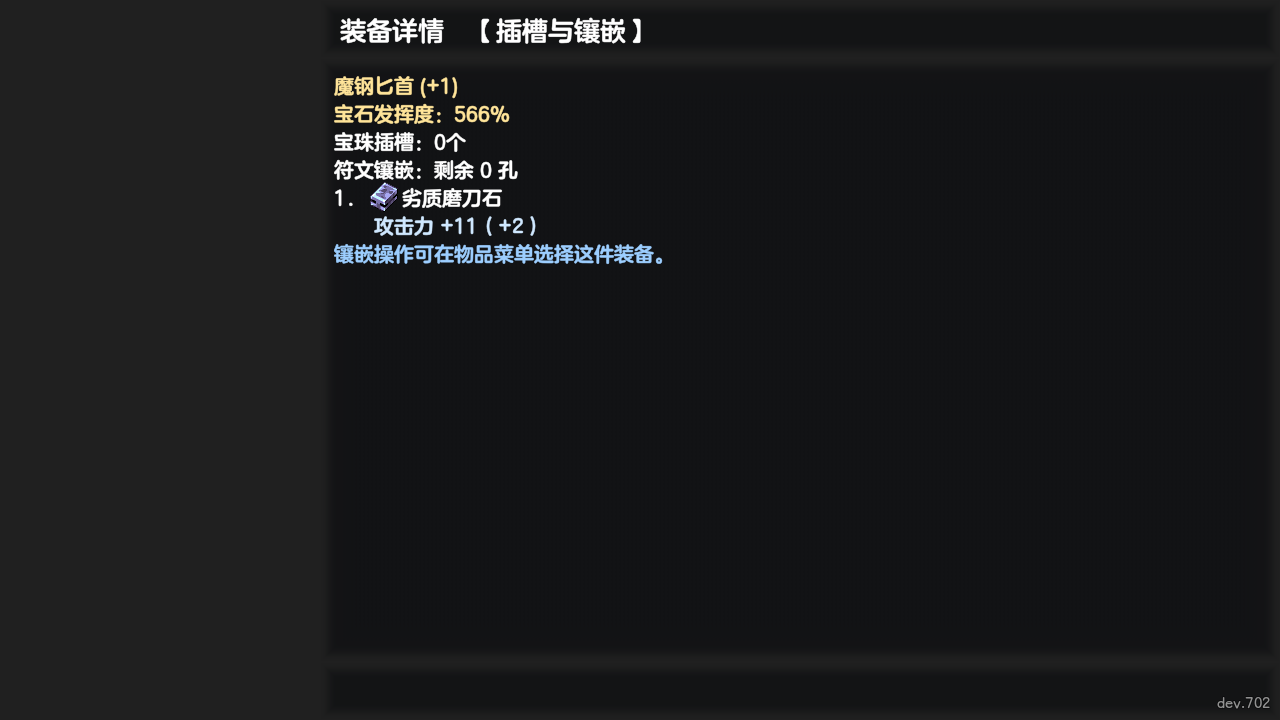 装备详情 【插槽与镶嵌】
魔钢匕首 (+1)
宝石发挥度：566%
宝珠插槽：0个
符文镶嵌：剩余 0 孔
1. 劣质磨刀石
攻击力 +11（+2）
镶嵌操作可在物品菜单选择这件装备。
dev.702